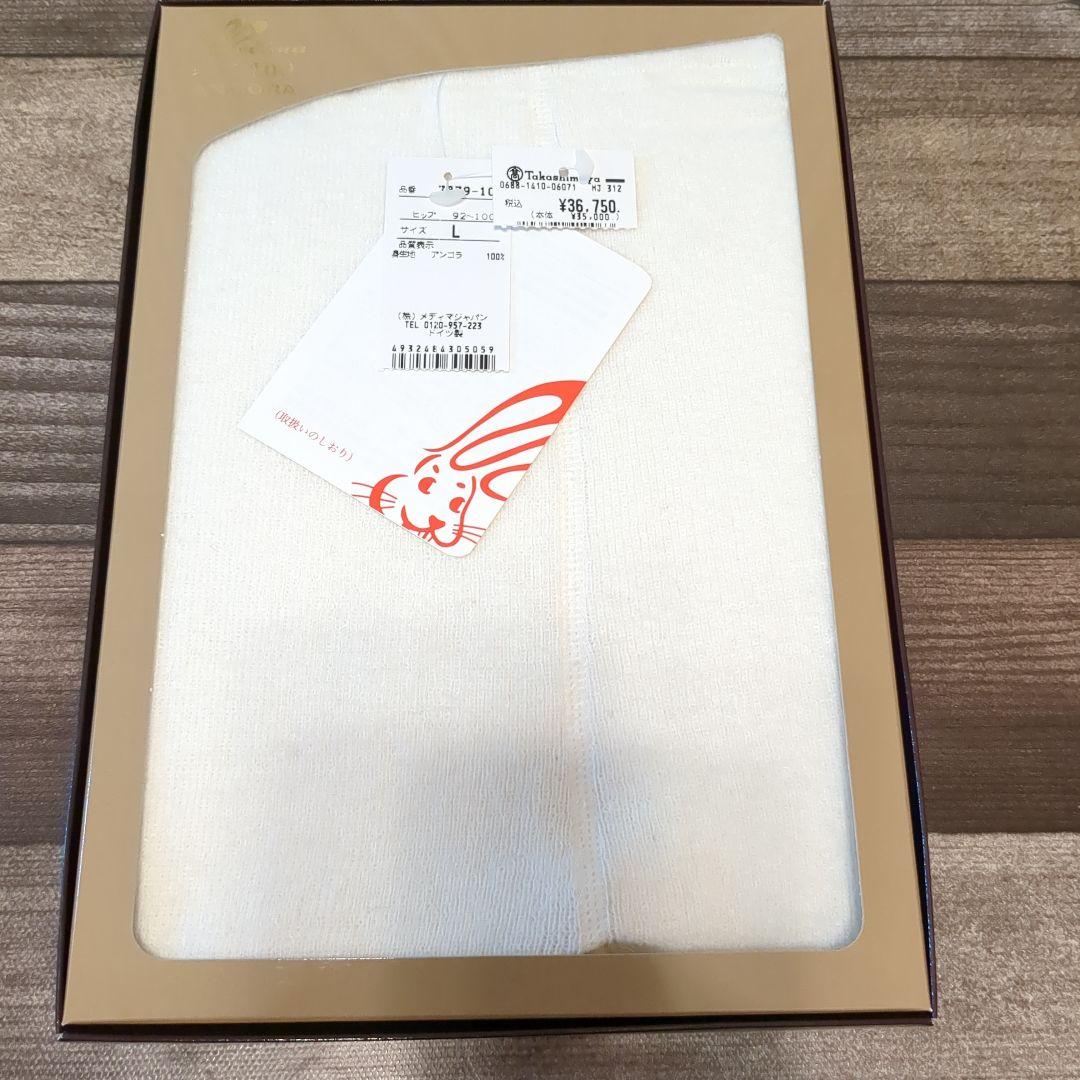 Takashimaya
0688-1410-06071 MJ 312
税込 ¥36,750.
(本体 ¥35,000.)
品番
ヒップ 92~100
サイズ L
品質表示
身生地 アンゴラ 100%
(株)メディマジャパン
TEL 0120-957-223
ドイツ製
4932484305059
(取扱いのしおり)